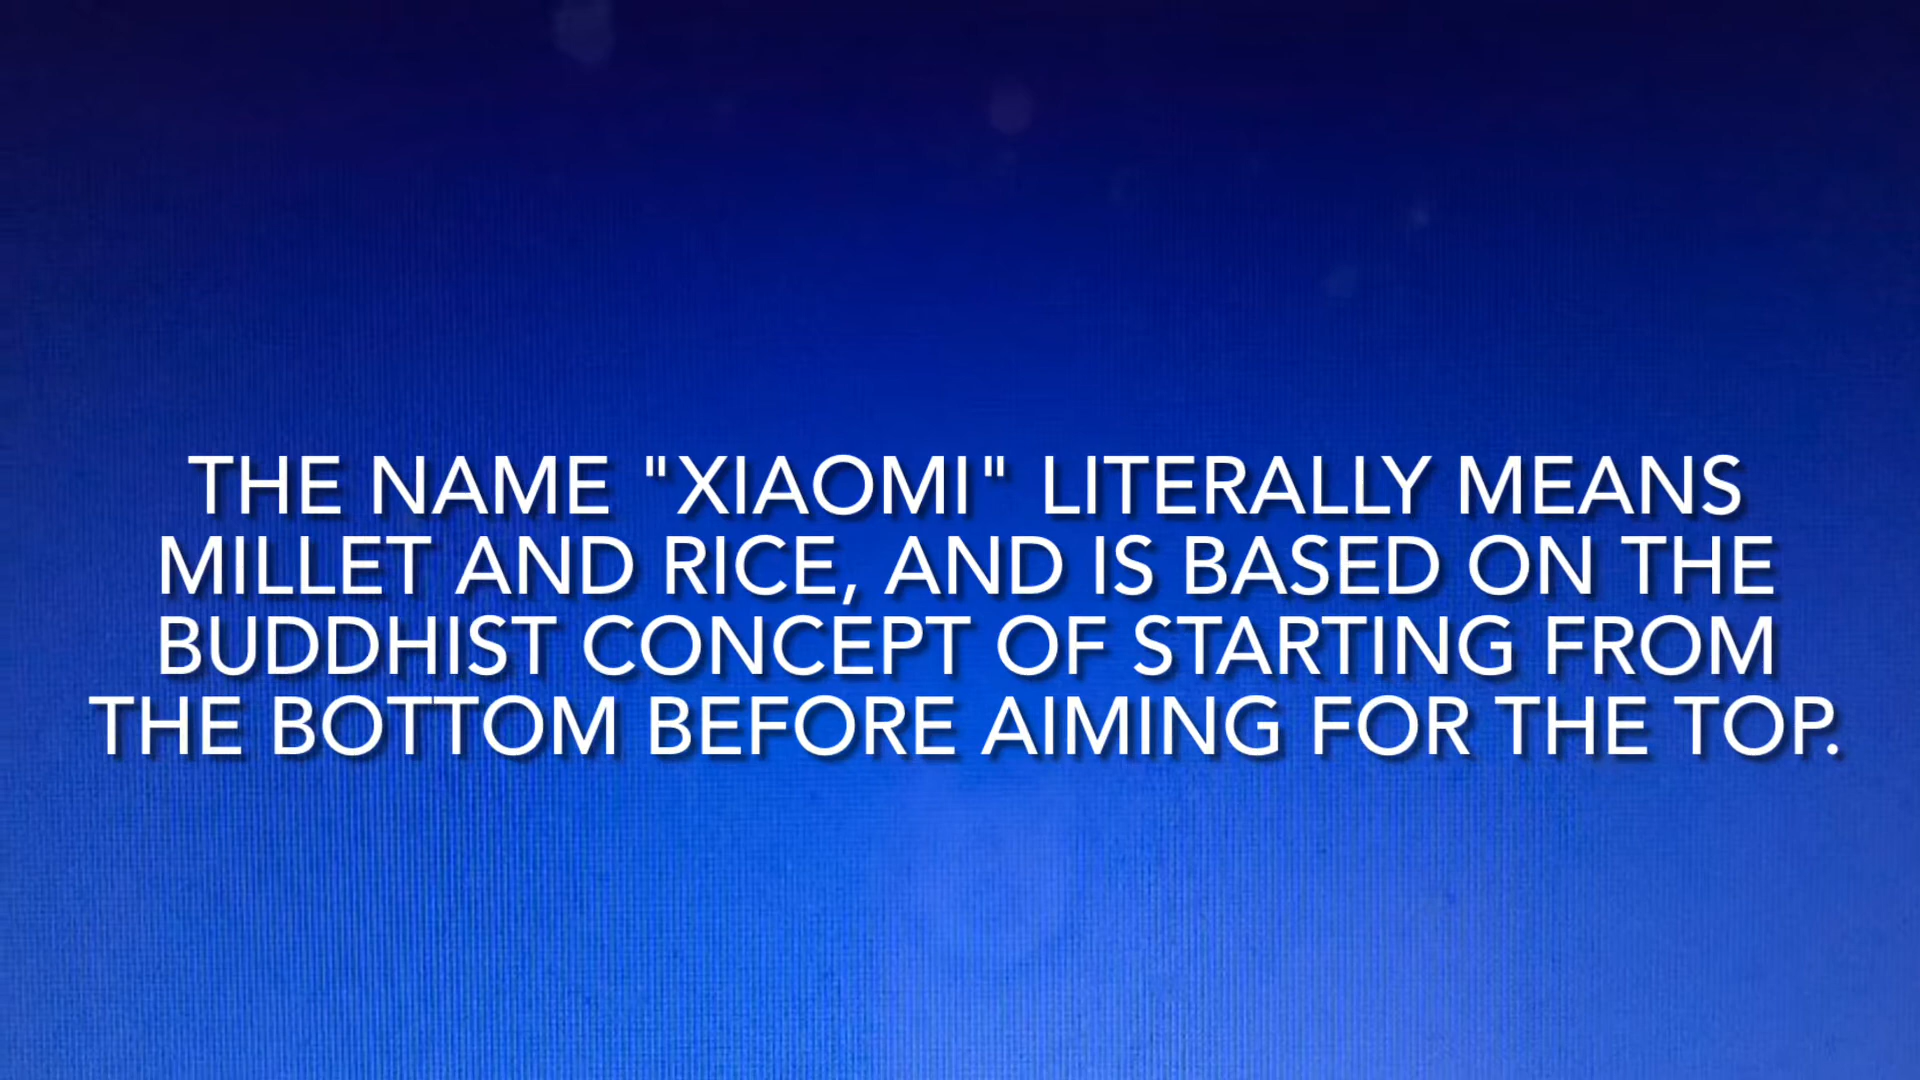 THE NAME "XIAOMI" LITERALLY MEANS
MILLET AND RICE, AND IS BASED ON THE
BUDDHIST CONCEPT OF STARTING FROM
THE BOTTOM BEFORE AIMING FOR THE TOP.